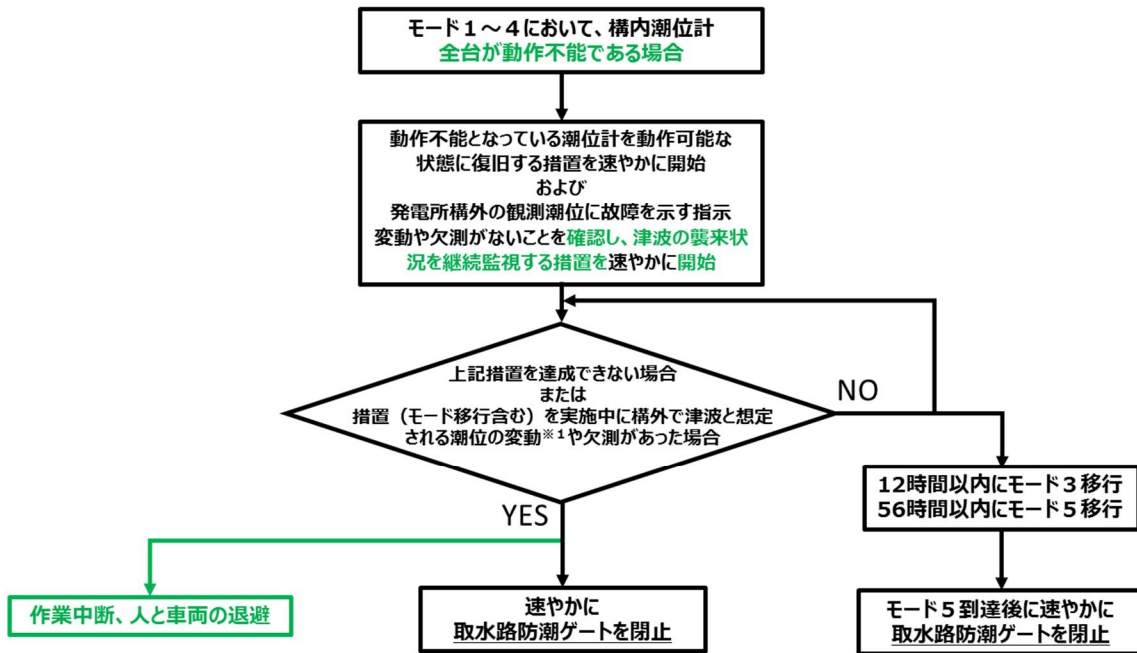 モード１～４において、構内潮位計
全台が動作不能である場合
動作不能となっている潮位計を動作可能な
状態に復旧する措置を速やかに開始
および
発電所構外の観測潮位に故障を示す指示
変動や欠測がないことを確認し、津波の襲来状
況を継続監視する措置を速やかに開始
上記措置を達成できない場合
または
措置（モード移行含む）を実施中に構外で津波と想定
される潮位の変動※1や欠測があった場合
NO
YES
12時間以内にモード３移行
56時間以内にモード５移行
作業中断、人と車両の退避
速やかに
取水路防潮ゲートを閉止
モード５到達後に速やかに
取水路防潮ゲートを閉止